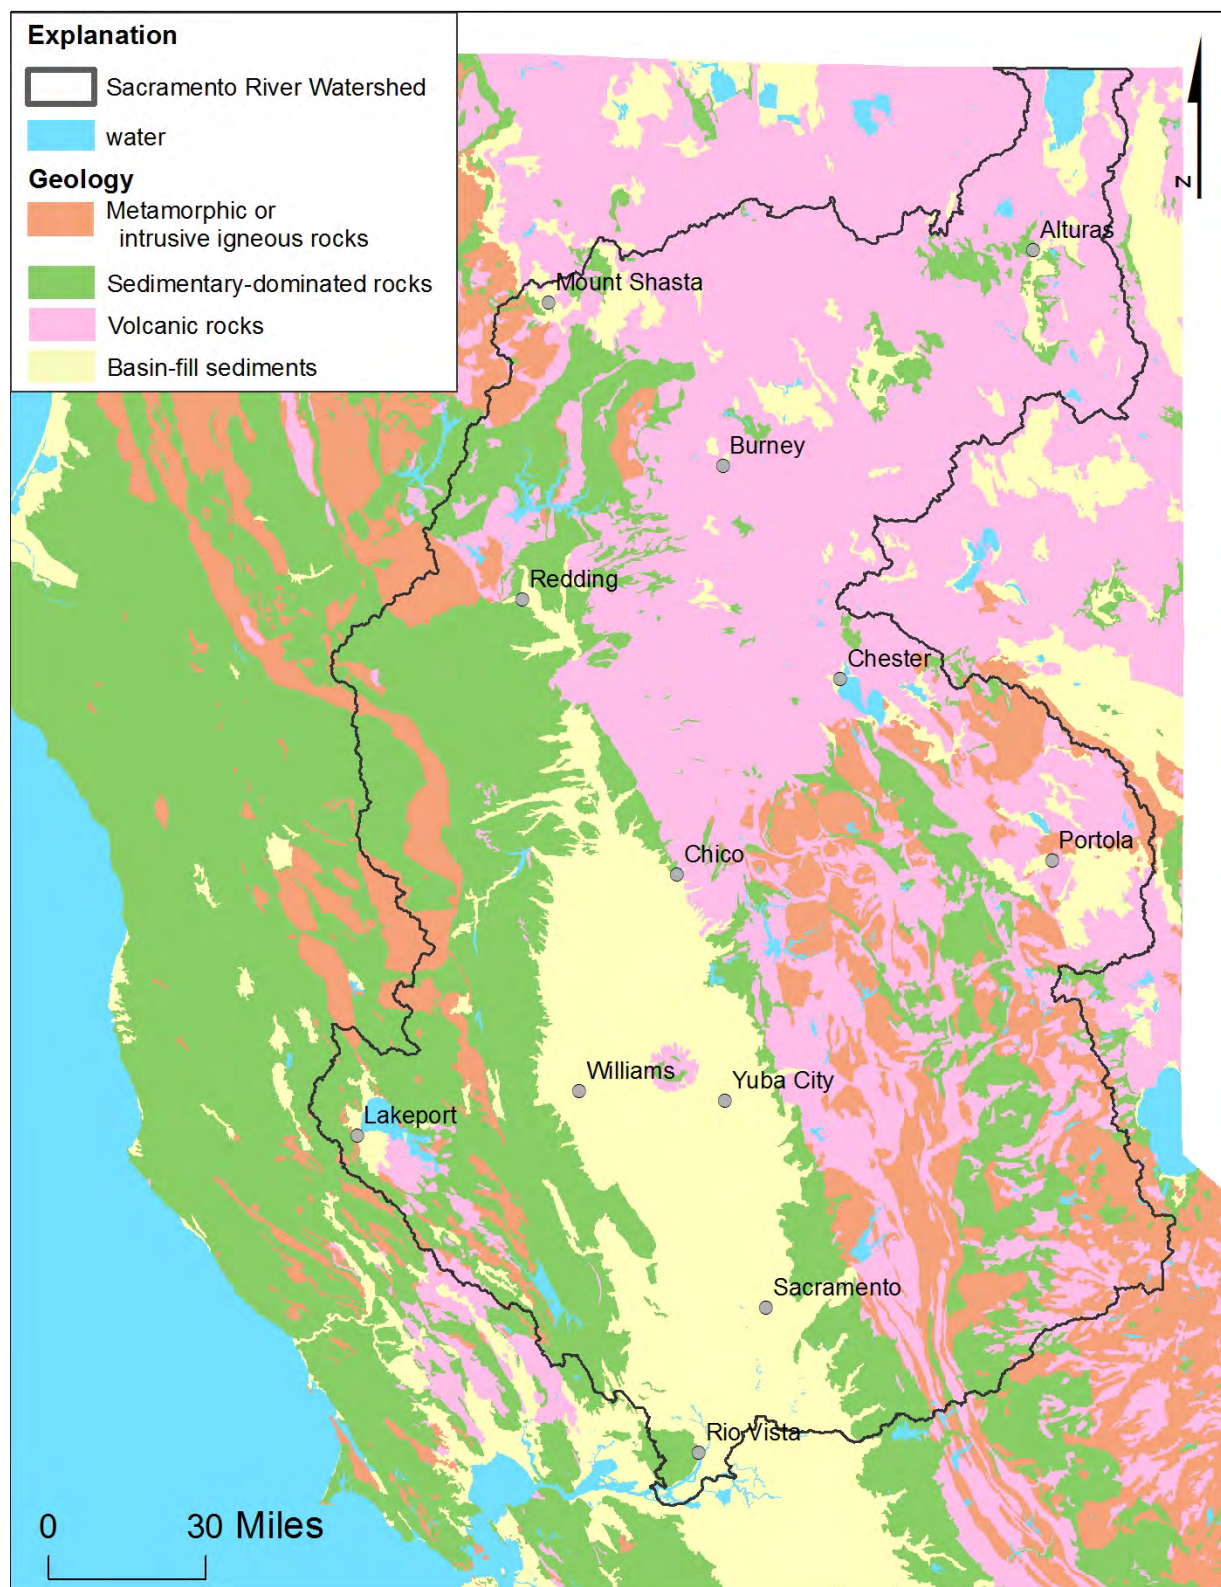 Explanation
Sacramento River Watershed
water
Geology
Metamorphic or
intrusive igneous rocks
Sedimentary-dominated rocks
Volcanic rocks
Basin-fill sediments
N
Alturas
Mount Shasta
Burney
Redding
Chester
Chico
Portola
Williams
Yuba City
Lakeport
Sacramento
Rio Vista
0 30 Miles